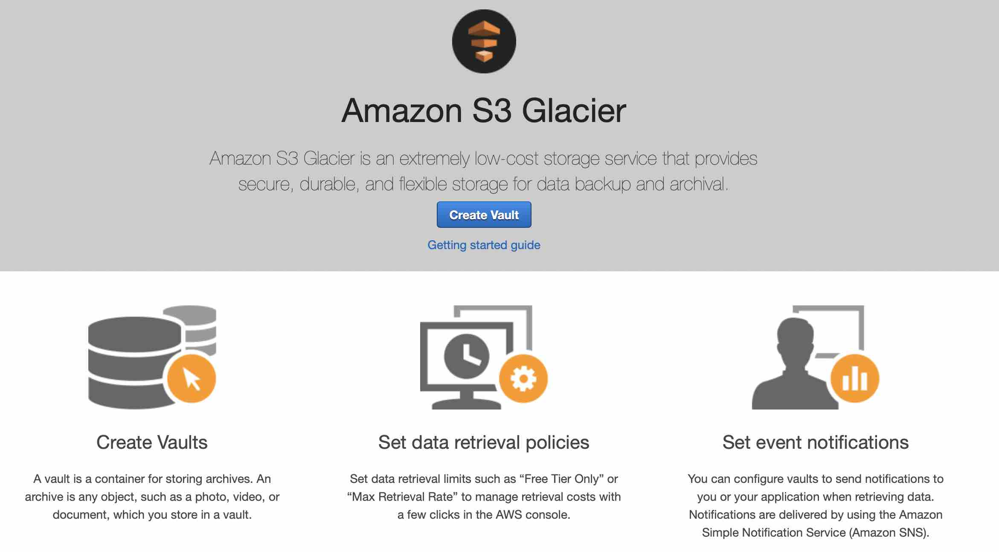 Amazon S3 Glacier
Amazon S3 Glacier is an extremely low-cost storage service that provides
secure, durable, and flexible storage for data backup and archival.
Create Vault
Getting started guide
Create Vaults
A vault is a container for storing archives. An
archive is any object, such as a photo, video, or
document, which you store in a vault.
Set data retrieval policies
Set data retrieval limits such as “Free Tier Only” or
“Max Retrieval Rate” to manage retrieval costs with
a few clicks in the AWS console.
Set event notifications
You can configure vaults to send notifications to
you or your application when retrieving data.
Notifications are delivered by using the Amazon
Simple Notification Service (Amazon SNS).